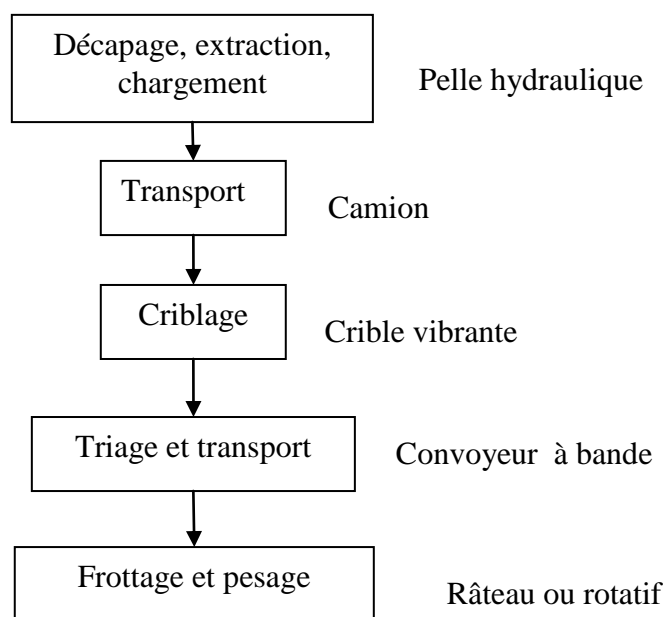 Décapage, extraction,
chargement
Pelle hydraulique
Transport
Camion
Criblage
Crible vibrante
Triage et transport
Convoyeur à bande
Frottage et pesage
Râteau ou rotatif